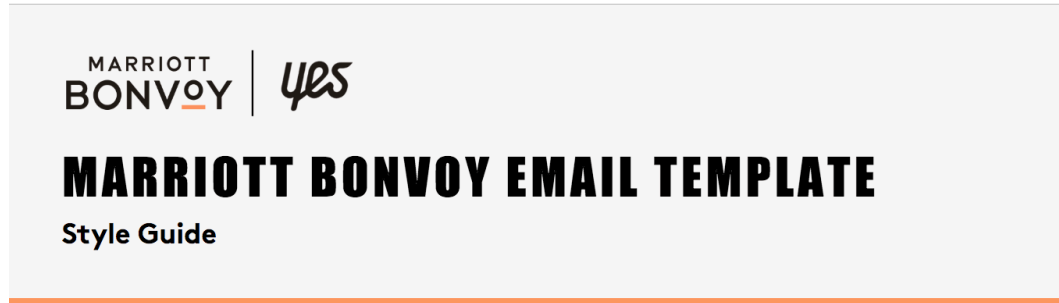 MARRIOTT
BONVOY
yes
MARRIOTT BONVOY EMAIL TEMPLATE
Style Guide